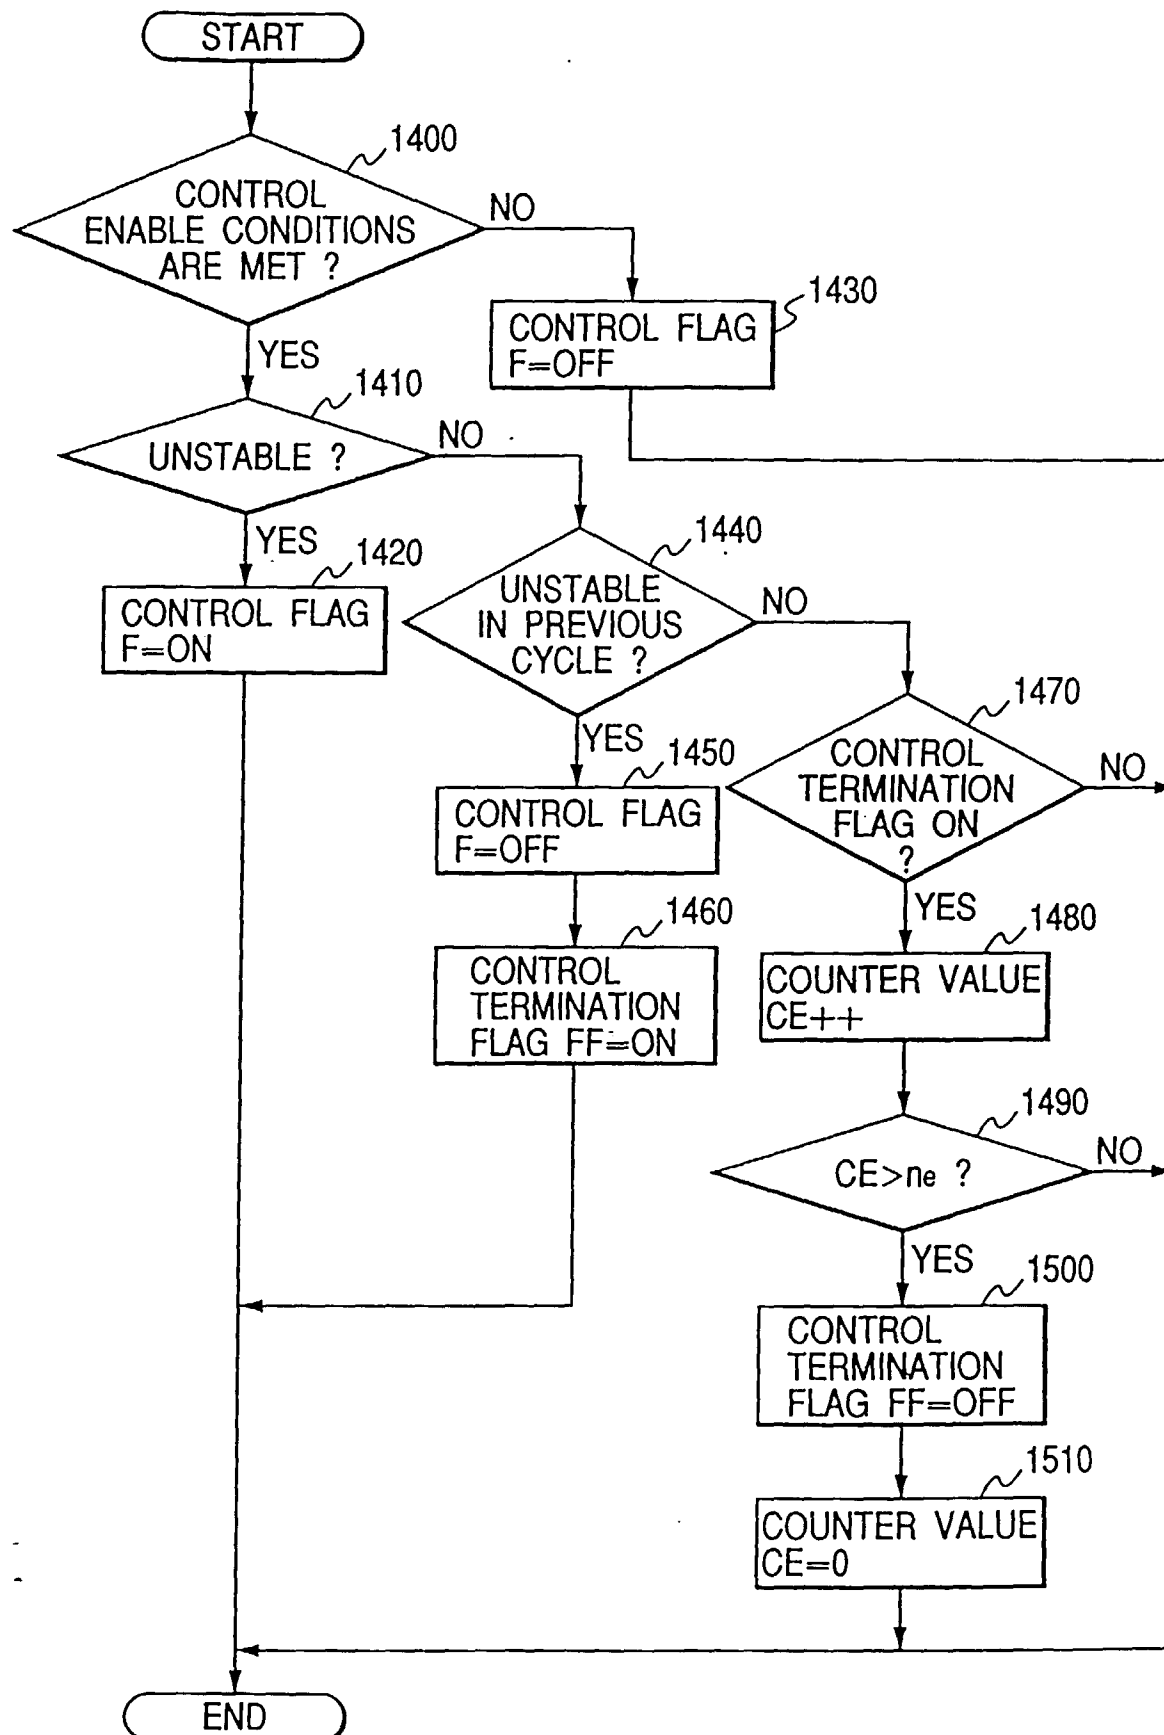 START
1400
CONTROL
ENABLE CONDITIONS
ARE MET ?
NO
YES
1430
CONTROL FLAG
F=OFF
1410
UNSTABLE ?
NO
YES
1420
CONTROL FLAG
F=ON
1440
UNSTABLE
IN PREVIOUS
CYCLE ?
NO
YES
1450
CONTROL FLAG
F=OFF
1460
CONTROL
TERMINATION
FLAG FF=ON
1470
CONTROL
TERMINATION
FLAG ON
?
NO
YES
1480
COUNTER VALUE
CE++
1490
CE>ne ?
NO
YES
1500
CONTROL
TERMINATION
FLAG FF=OFF
1510
COUNTER VALUE
CE=0
END